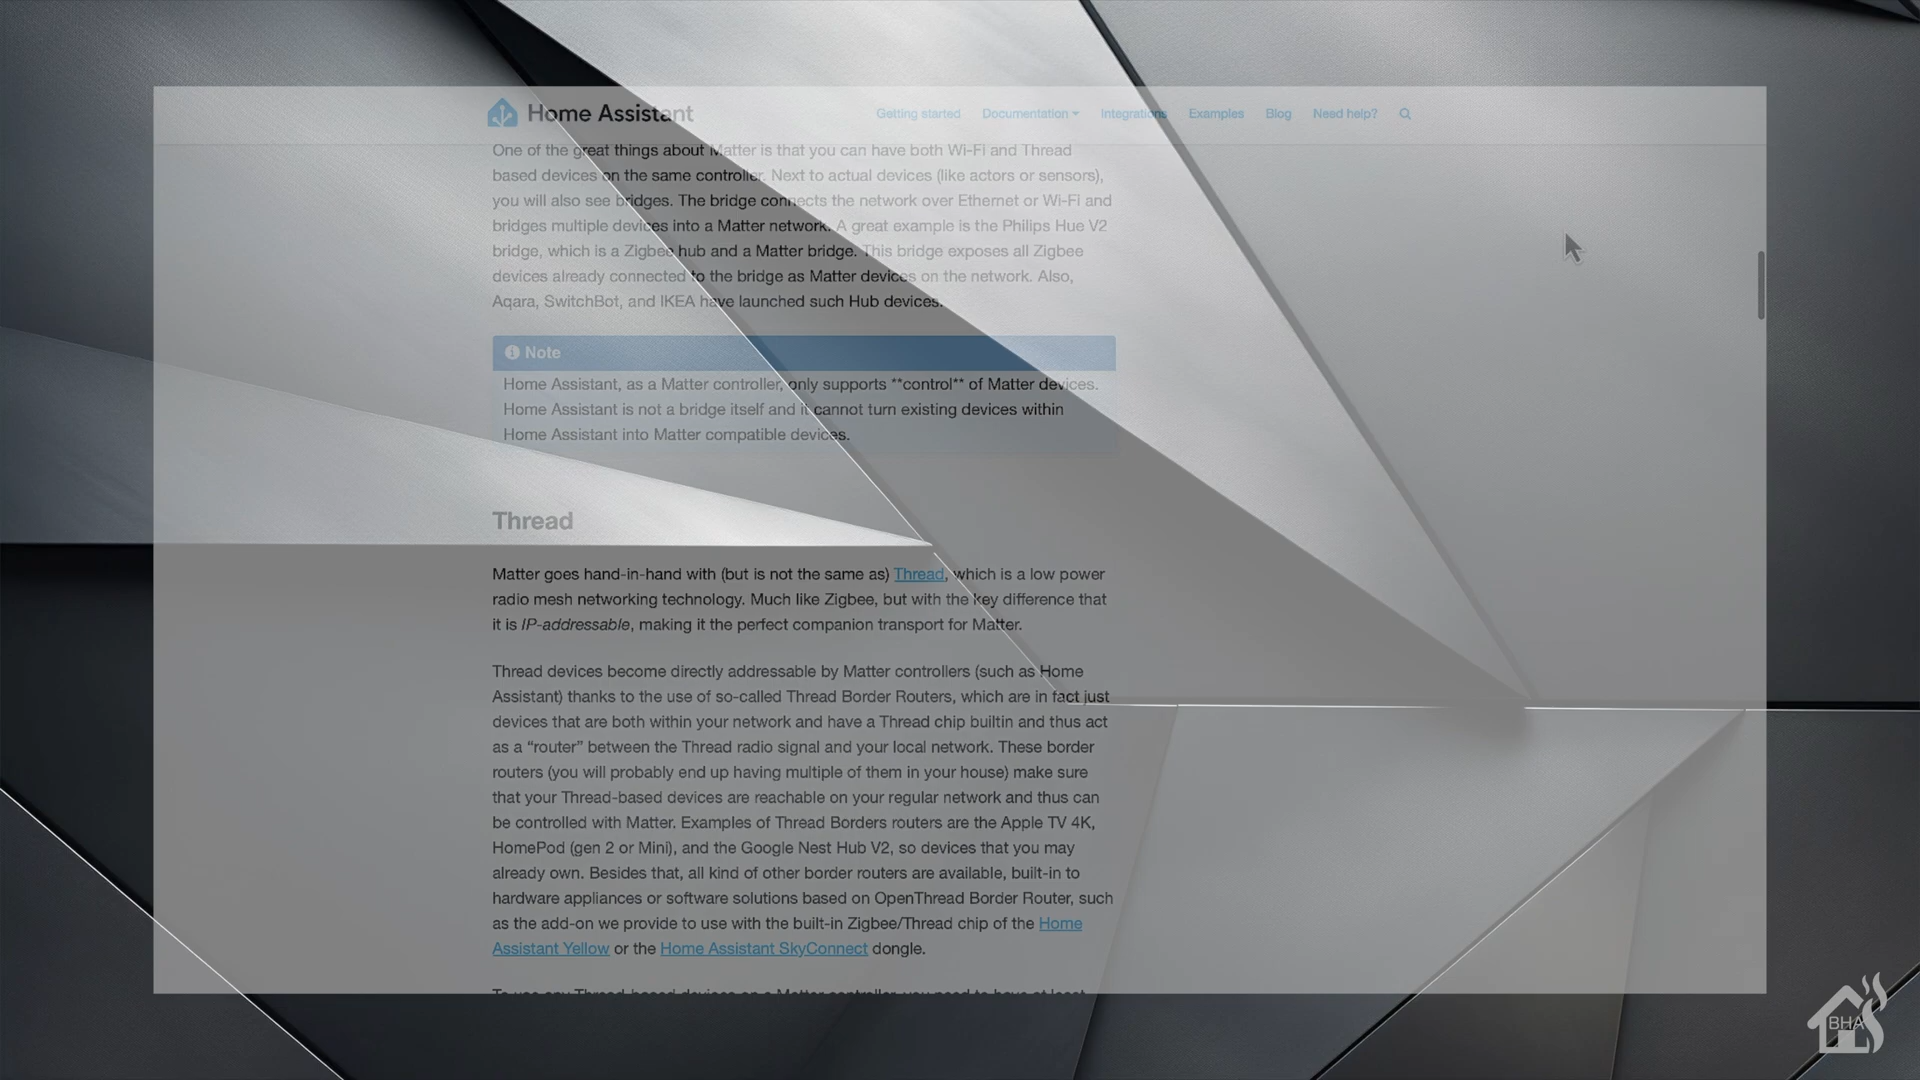 Home Assistant
Getting started Documentation Integrations Examples Blog Need help?
One of the great things about Matter is that you can have both Wi-Fi and Thread
based devices on the same controller. Next to actual devices (like actors or sensors),
you will also see bridges. The bridge connects the network over Ethernet or Wi-Fi and
bridges multiple devices into a Matter network. A great example is the Philips Hue V2
bridge, which is a Zigbee hub and a Matter bridge. This bridge exposes all Zigbee
devices already connected to the bridge as Matter devices on the network. Also,
Aqara, SwitchBot, and IKEA have launched such Hub devices.
Note
Home Assistant, as a Matter controller, only supports **control** of Matter devices.
Home Assistant is not a bridge itself and it cannot turn existing devices within
Home Assistant into Matter compatible devices.
Thread
Matter goes hand-in-hand with (but is not the same as) Thread, which is a low power
radio mesh networking technology. Much like Zigbee, but with the key difference that
it is IP-addressable, making it the perfect companion transport for Matter.
Thread devices become directly addressable by Matter controllers (such as Home
Assistant) thanks to the use of so-called Thread Border Routers, which are in fact just
devices that are both within your network and have a Thread chip builtin and thus act
as a “router” between the Thread radio signal and your local network. These border
routers (you will probably end up having multiple of them in your house) make sure
that your Thread-based devices are reachable on your regular network and thus can
be controlled with Matter. Examples of Thread Borders routers are the Apple TV 4K,
HomePod (gen 2 or Mini), and the Google Nest Hub V2, so devices that you may
already own. Besides that, all kind of other border routers are available, built-in to
hardware appliances or software solutions based on OpenThread Border Router, such
as the add-on we provide to use with the built-in Zigbee/Thread chip of the Home
Assistant Yellow or the Home Assistant SkyConnect dongle.
To use any Thread-based devices on a Matter controller, you need to have at least
BHA